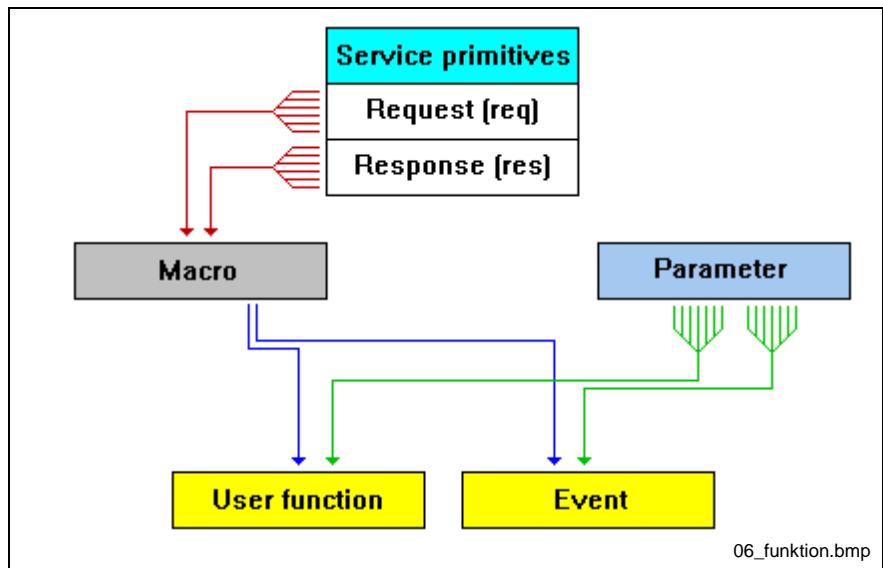 Service primitives
Request (req)
Response (res)
Macro
Parameter
User function
Event
06_funktion.bmp